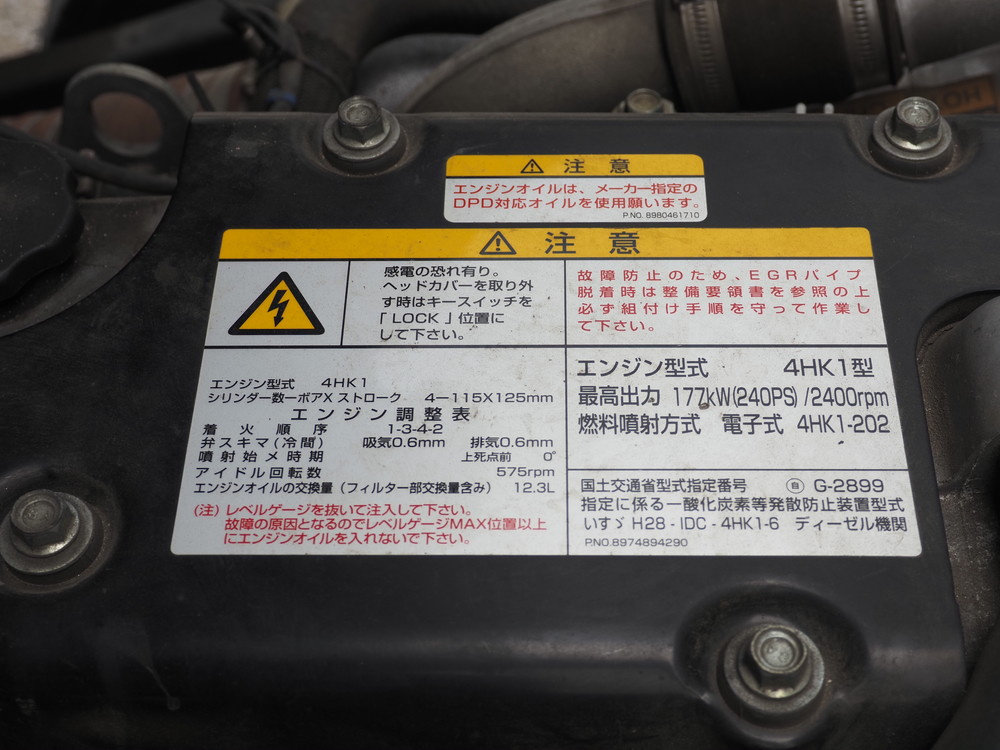 注意
エンジンオイルは、メーカー指定の
DPD対応オイルを使用願います。
P.NO. 8980461710
注意
感電の恐れ有り。
ヘッドカバーを取り外
す時はキースイッチを
「LOCK」位置に
して下さい。
故障防止のため、EGRパイプ
脱着時は整備要領書を参照の上
必ず組付け手順を守って作業し
て下さい。
エンジン型式 4HK1
シリンダー数ーボアXストローク 4ー115X125mm
エンジン調整表
着火順序 1-3-4-2
弁スキマ(冷間) 吸気0.6mm 排気0.6mm
噴射始メ時期 上死点前 0°
アイドル回転数 575rpm
エンジンオイルの交換量(フィルター部交換量含み) 12.3L
(注)レベルゲージを抜いて注入して下さい。
故障の原因となるのでレベルゲージMAX位置以上
にエンジンオイルを入れないで下さい。
エンジン型式 4HK1型
最高出力 177kW(240PS)/2400rpm
燃料噴射方式 電子式 4HK1-202
国土交通省型式指定番号 ㊂ G-2899
指定に係る一酸化炭素等発散防止装置型式
いすゞ H28-IDC-4HK1-6 ディーゼル機関
P.NO.8974894290